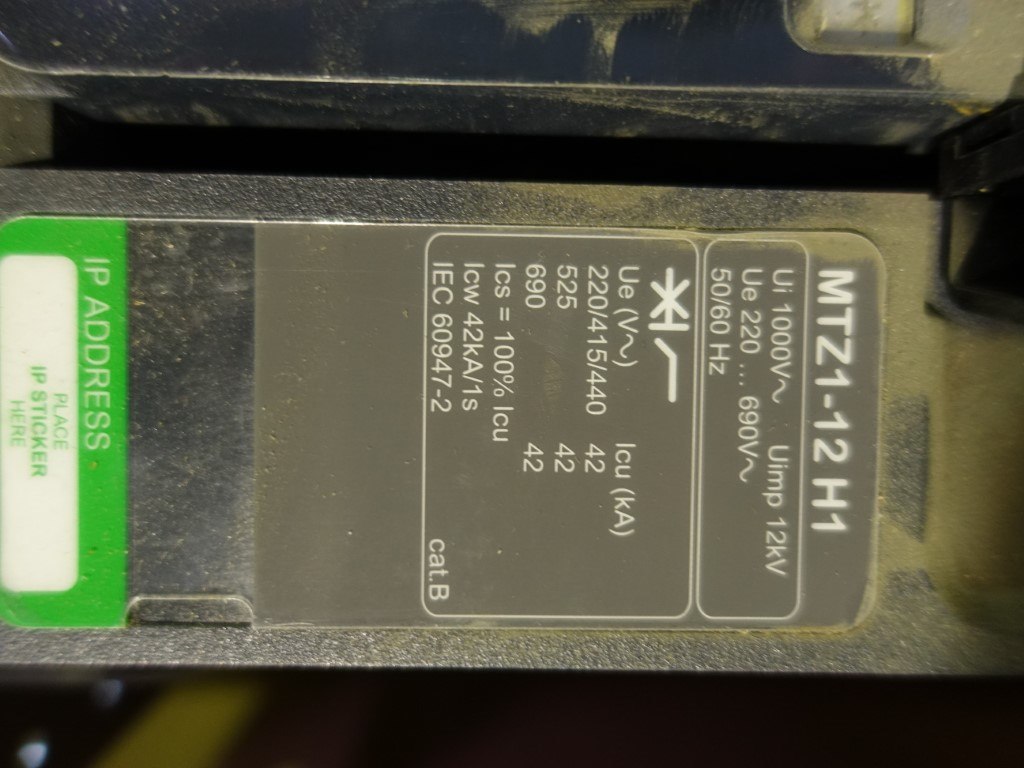 MTZ1-12 H1
Ui 1000V∿ Uimp 12kV
Ue 220 ... 690V∿
50/60 Hz
Ue (V∿) Icu (kA)
220/415/440 42
525 42
690 42
Ics = 100% Icu
Icw 42kA/1s
IEC 60947-2 cat.B
IP ADDRESS
PLACE
IP STICKER
HERE